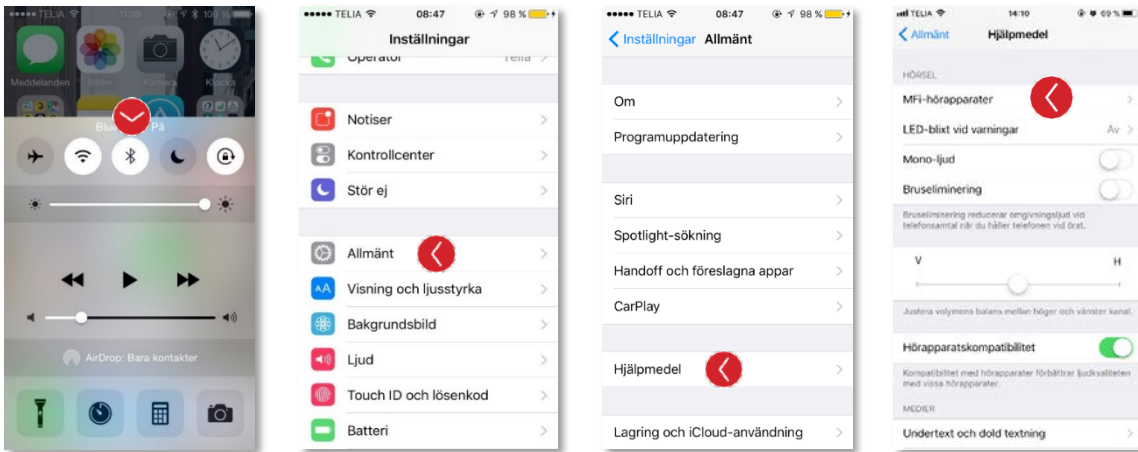 TELIA 11:09 100 %
Meddelanden Bilder Kamera Klocka
På
AirDrop: Bara kontakter
TELIA 08:47 98 %
Inställningar
Operatör Telia
Notiser
Kontrollcenter
Stör ej
Allmänt
Visning och ljusstyrka
Bakgrundsbild
Ljud
Touch ID och lösenkod
Batteri
TELIA 08:47 98 %
Inställningar Allmänt
Om
Programuppdatering
Siri
Spotlight-sökning
Handoff och föreslagna appar
CarPlay
Hjälpmedel
Lagring och iCloud-användning
TELIA 14:10 69 %
Allmänt Hjälpmedel
HÖRSEL
MFi-hörapparater
LED-blixt vid varningar Av
Mono-ljud
Bruseliminering
Bruseliminering reducerar omgivningsljud vid
telefonsamtal när du håller telefonen vid örat.
V H
Justera volymens balans mellan höger och vänster kanal.
Hörapparatskompatibilitet
Kompatibilitet med hörapparater förbättrar ljudkvaliteten
med vissa hörapparater.
MEDIER
Undertext och dold textning